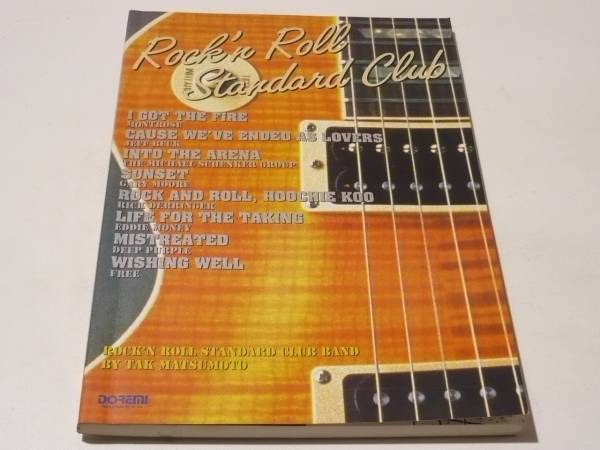 Rock'n Roll
Standard Club
RHYTHM
I GOT THE FIRE
MONTROSE
CAUSE WE'VE ENDED AS LOVERS
JEFF BECK
INTO THE ARENA
THE MICHAEL SCHENKER GROUP
SUNSET
GARY MOORE
ROCK AND ROLL, HOOCHIE KOO
RICK DERRINGER
LIFE FOR THE TAKING
EDDIE MONEY
MISTREATED
DEEP PURPLE
WISHING WELL
FREE
ROCK'N ROLL STANDARD CLUB BAND
BY TAK MATSUMOTO
DOREMI